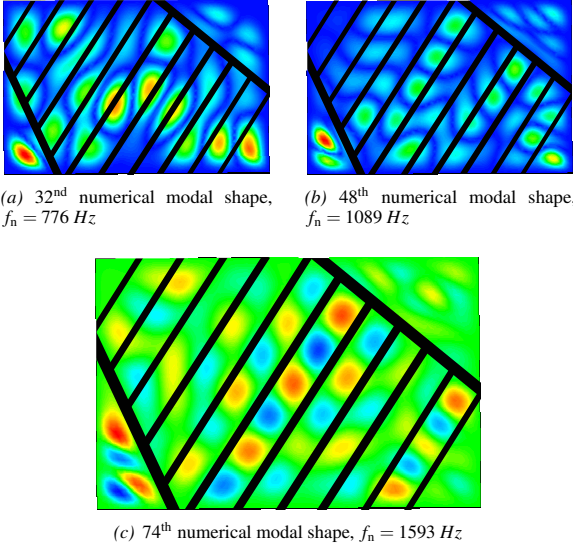 (a) 32nd numerical modal shape,
fn = 776 Hz
(b) 48th numerical modal shape,
fn = 1089 Hz
(c) 74th numerical modal shape, fn = 1593 Hz